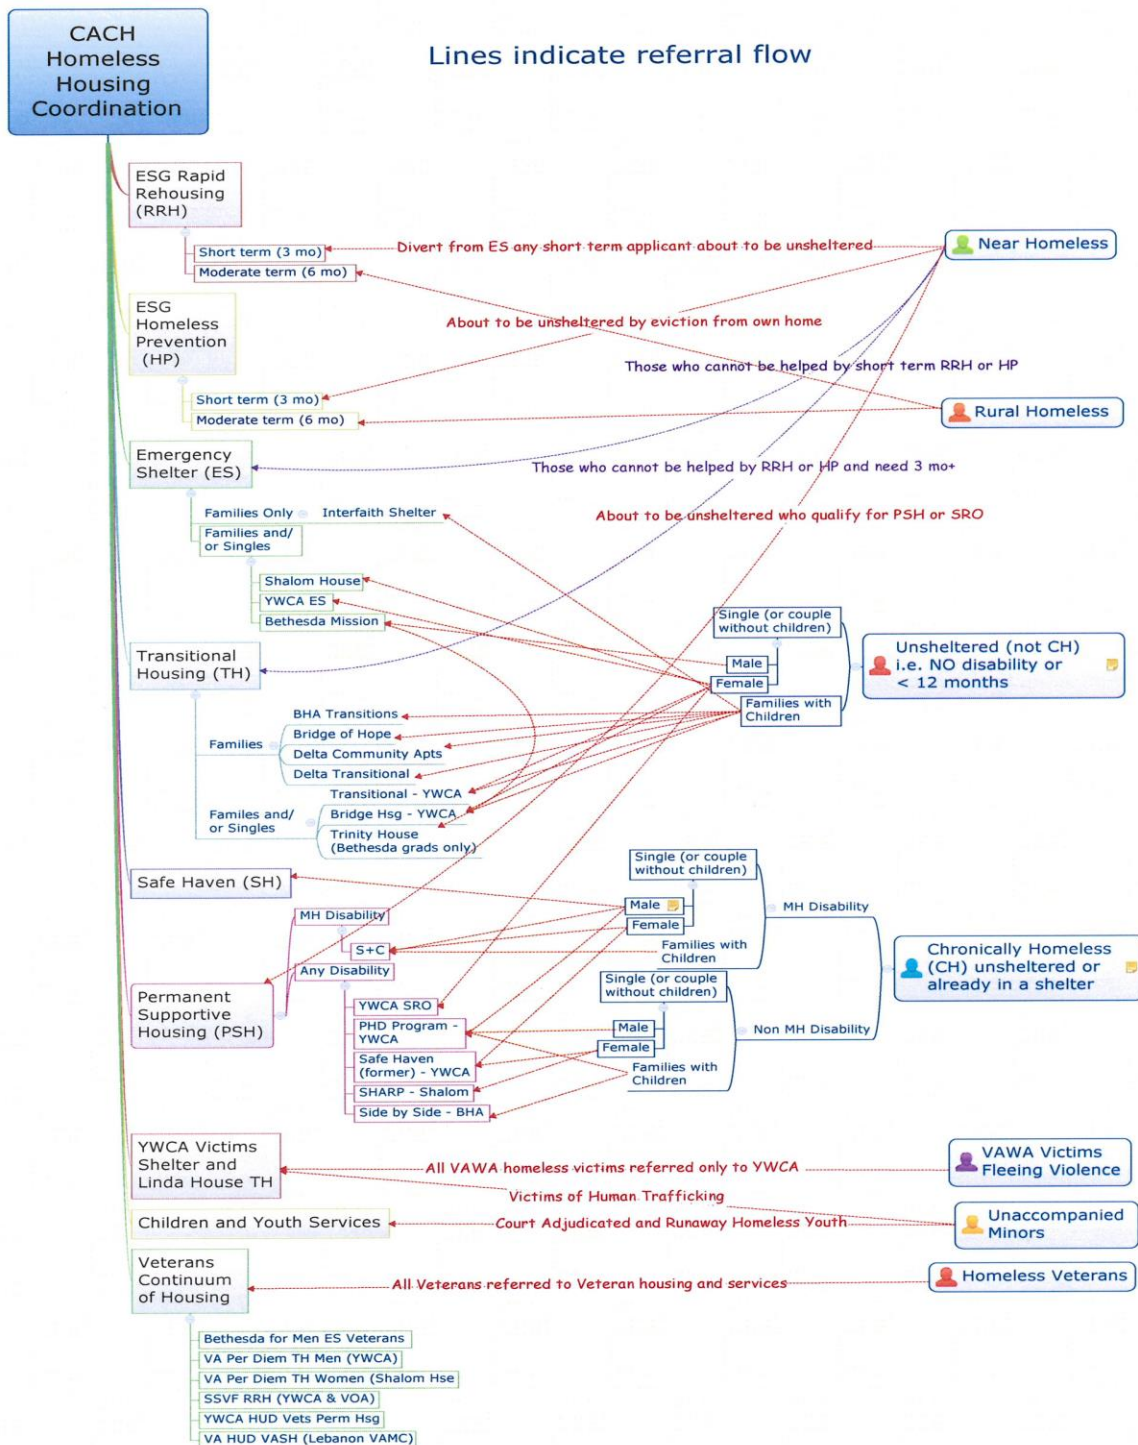 CACH
Homeless
Housing
Coordination
Lines indicate referral flow
ESG Rapid
Rehousing
(RRH)
Short term (3 mo)
Moderate term (6 mo)
Divert from ES any short term applicant about to be unsheltered
Near Homeless
ESG
Homeless
Prevention
(HP)
About to be unsheltered by eviction from own home
Those who cannot be helped by short term RRH or HP
Short term (3 mo)
Moderate term (6 mo)
Rural Homeless
Emergency
Shelter (ES)
Those who cannot be helped by RRH or HP and need 3 mo+
Families Only
Interfaith Shelter
About to be unsheltered who qualify for PSH or SRO
Families and/
or Singles
Shalom House
YWCA ES
Bethesda Mission
Single (or couple
without children)
Male
Female
Families with
Children
Unsheltered (not CH)
i.e. NO disability or
< 12 months
Transitional
Housing (TH)
Families
BHA Transitions
Bridge of Hope
Delta Community Apts
Delta Transitional
Familes and/
or Singles
Transitional - YWCA
Bridge Hsg - YWCA
Trinity House
(Bethesda grads only)
Safe Haven (SH)
Single (or couple
without children)
Male
Female
Families with
Children
MH Disability
MH Disability
S+C
Any Disability
Chronically Homeless
(CH) unsheltered or
already in a shelter
Single (or couple
without children)
Male
Female
Families with
Children
Non MH Disability
Permanent
Supportive
Housing (PSH)
YWCA SRO
PHD Program -
YWCA
Safe Haven
(former) - YWCA
SHARP - Shalom
Side by Side - BHA
YWCA Victims
Shelter and
Linda House TH
All VAWA homeless victims referred only to YWCA
VAWA Victims
Fleeing Violence
Victims of Human Trafficking
Children and Youth Services
Court Adjudicated and Runaway Homeless Youth
Unaccompanied
Minors
Veterans
Continuum
of Housing
All Veterans referred to Veteran housing and services
Homeless Veterans
Bethesda for Men ES Veterans
VA Per Diem TH Men (YWCA)
VA Per Diem TH Women (Shalom Hse
SSVF RRH (YWCA & VOA)
YWCA HUD Vets Perm Hsg
VA HUD VASH (Lebanon VAMC)